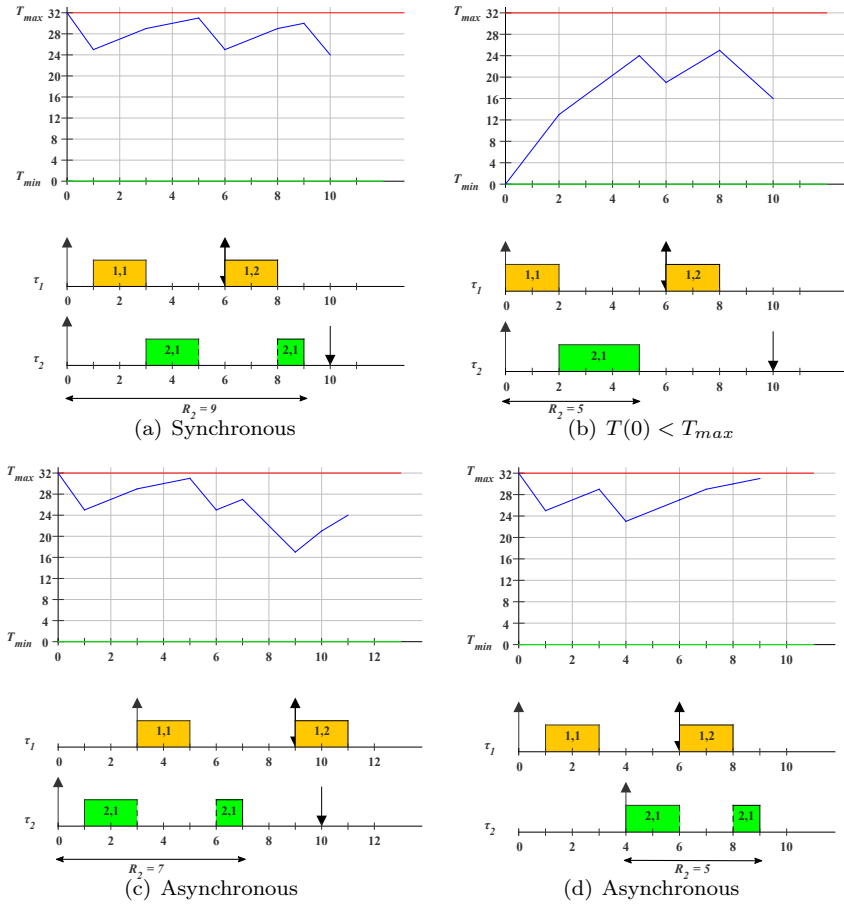 T_max 32
28
24
20
16
12
8
4
T_min 0
0 2 4 6 8 10
τ_1 1,1 1,2
0 2 4 6 8 10
τ_2 2,1 2,1
0 2 4 6 8 10
R_2 = 9
(a) Synchronous
T_max 32
28
24
20
16
12
8
4
T_min 0
0 2 4 6 8 10
τ_1 1,1 1,2
0 2 4 6 8 10
τ_2 2,1
0 2 4 6 8 10
R_2 = 5
(b) T(0) < T_max
T_max 32
28
24
20
16
12
8
4
T_min 0
0 2 4 6 8 10 12
τ_1 1,1 1,2
0 2 4 6 8 10 12
τ_2 2,1 2,1
0 2 4 6 8 10 12
R_2 = 7
(c) Asynchronous
T_max 32
28
24
20
16
12
8
4
T_min 0
0 2 4 6 8 10
τ_1 1,1 1,2
0 2 4 6 8 10
τ_2 2,1 2,1
0 2 4 6 8 10
R_2 = 5
(d) Asynchronous